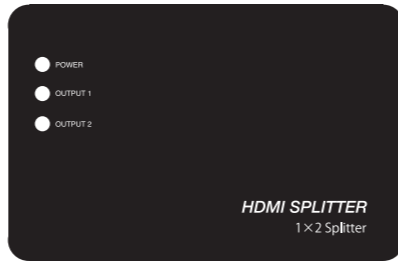 POWER
OUTPUT 1
OUTPUT 2
HDMI SPLITTER
1×2 Splitter